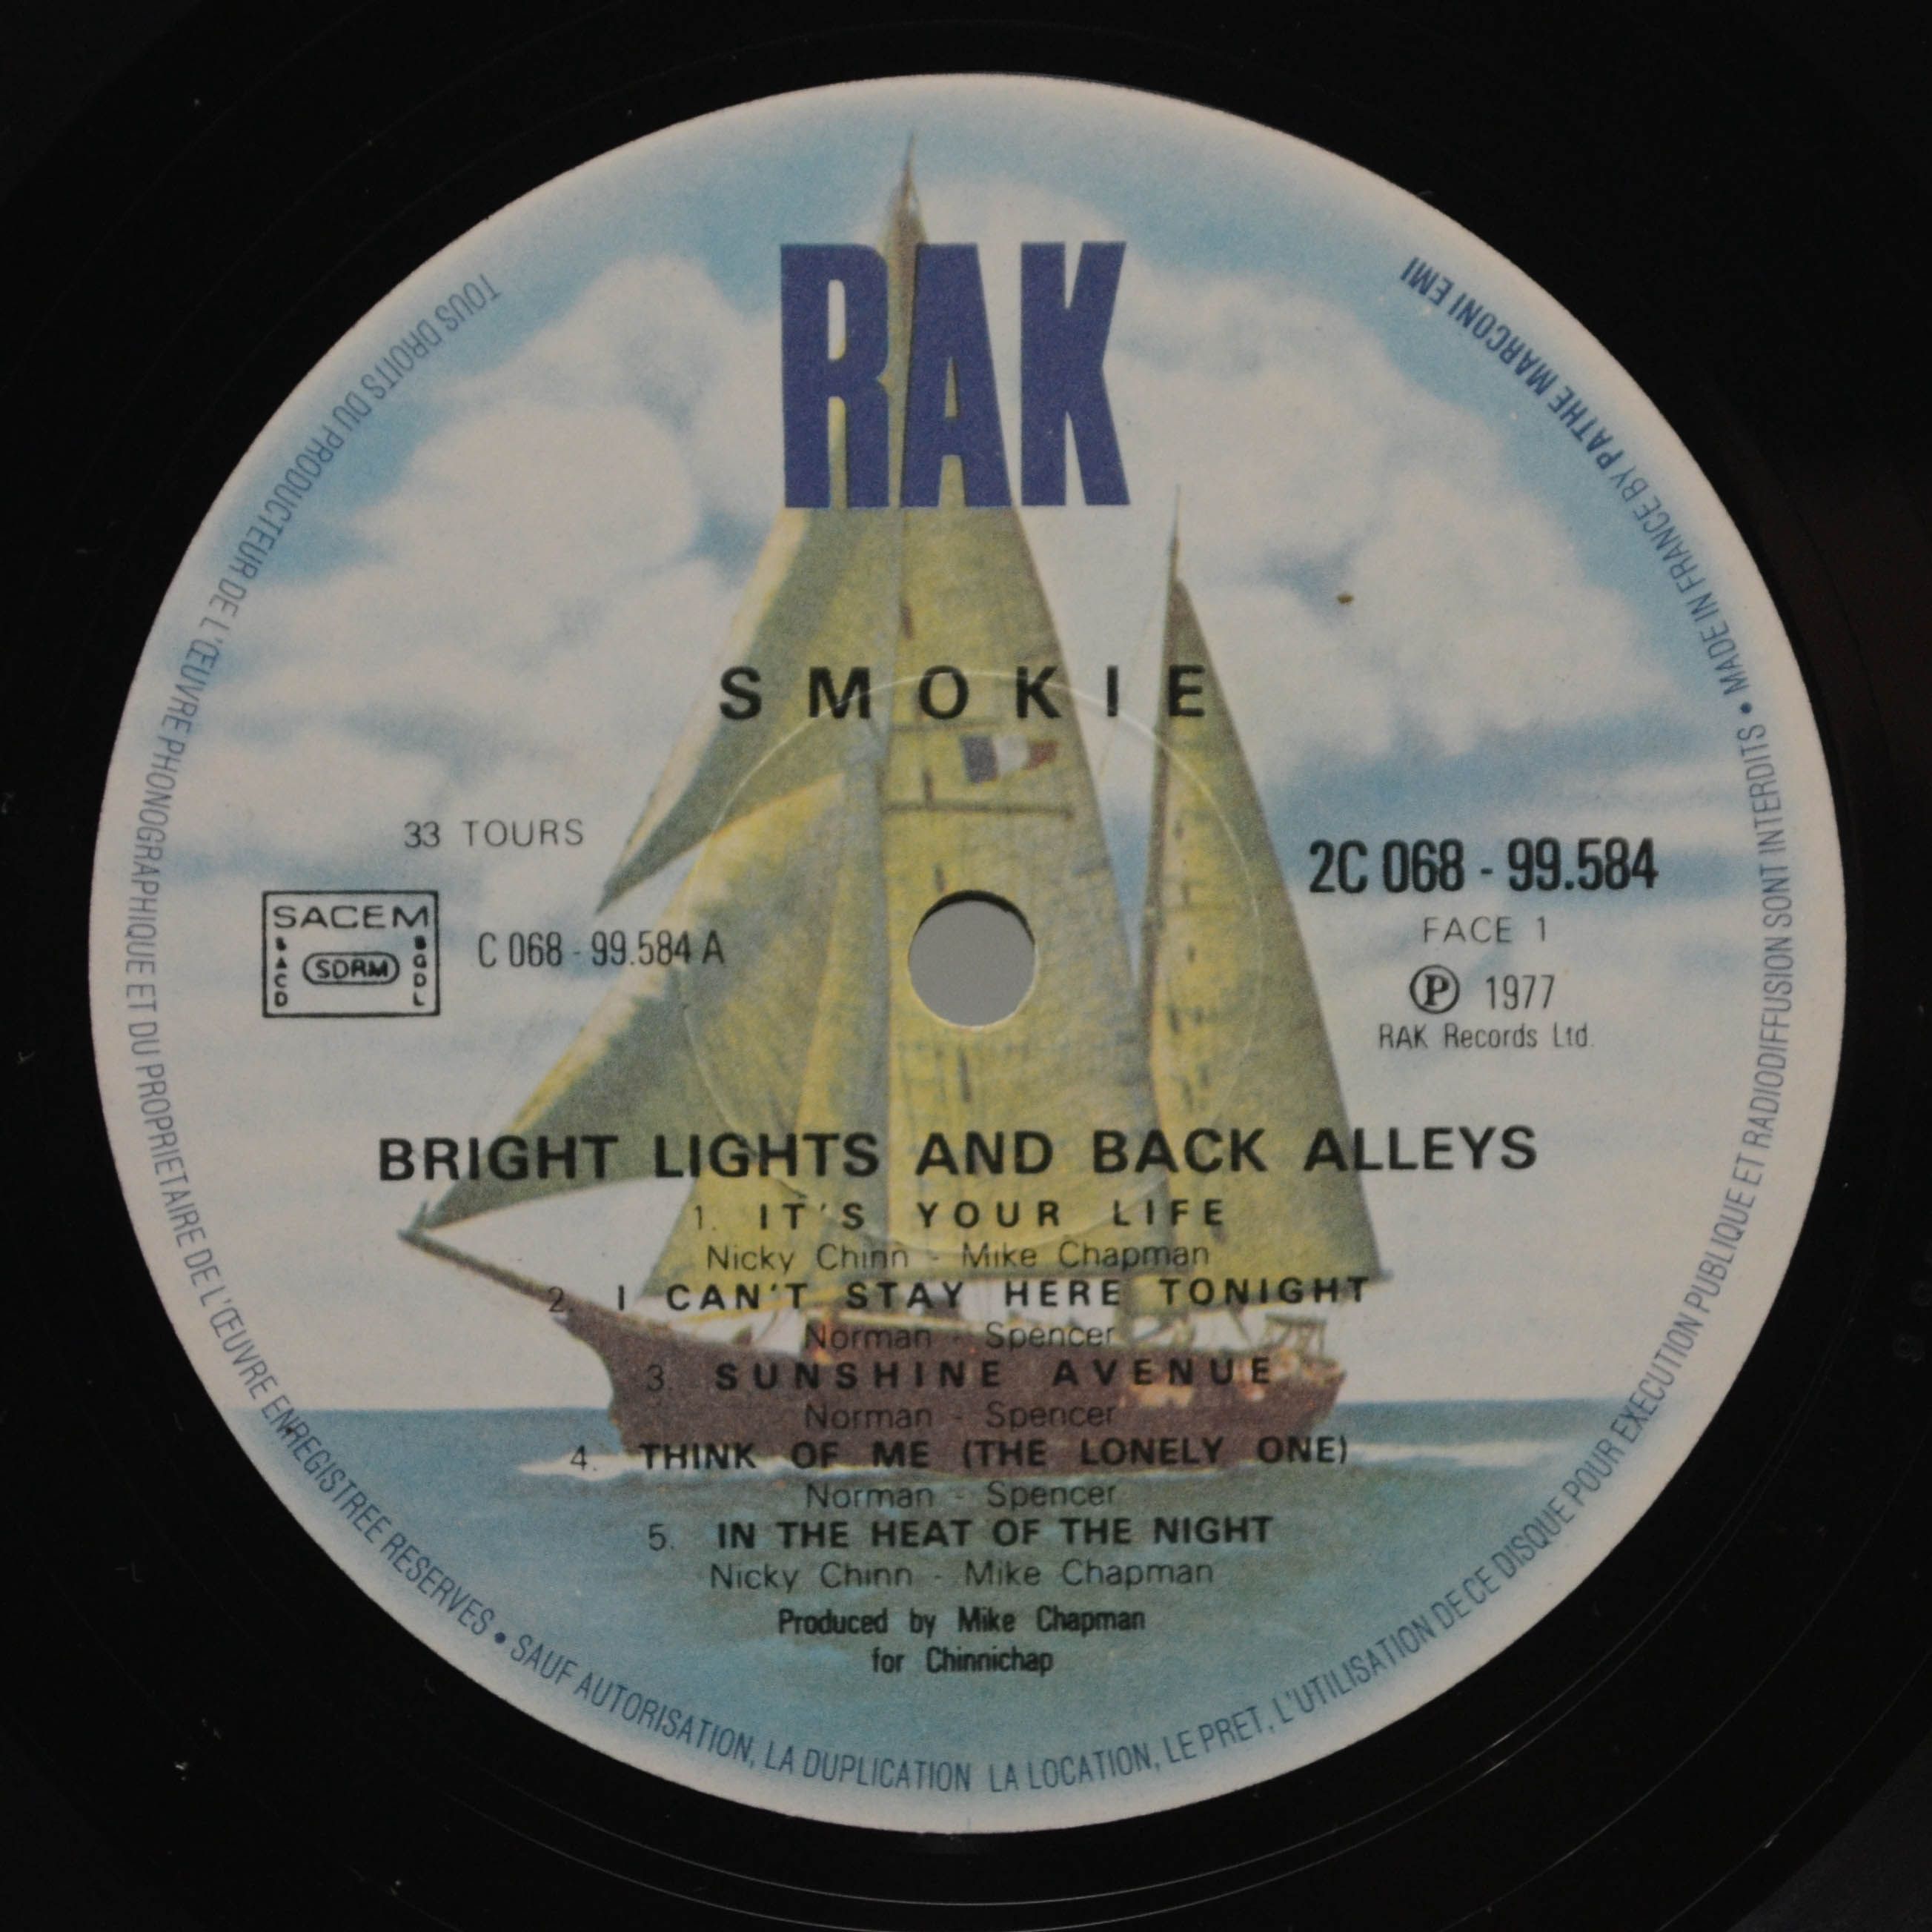 RAK
SMOKIE
33 TOURS
SACEM
SACD
SDRM
BGDL
C 068 - 99.584 A
2C 068 - 99.584
FACE 1
Ⓟ 1977
RAK Records Ltd.
BRIGHT LIGHTS AND BACK ALLEYS
1. IT'S YOUR LIFE
Nicky Chinn - Mike Chapman
2. I CAN'T STAY HERE TONIGHT
Norman - Spencer
3. SUNSHINE AVENUE
Norman - Spencer
4. THINK OF ME (THE LONELY ONE)
Norman - Spencer
5. IN THE HEAT OF THE NIGHT
Nicky Chinn - Mike Chapman
Produced by Mike Chapman
for Chinnichap
TOUS DROITS DU PRODUCTEUR DE L'ŒUVRE PHONOGRAPHIQUE ET DU PROPRIETAIRE DE L'ŒUVRE ENREGISTREE RESERVES • SAUF AUTORISATION, LA DUPLICATION LA LOCATION, LE PRET, L'UTILISATION DE CE DISQUE POUR EXECUTION PUBLIQUE ET RADIODIFFUSION SONT INTERDITS • MADE IN FRANCE BY PATHE MARCONI EMI